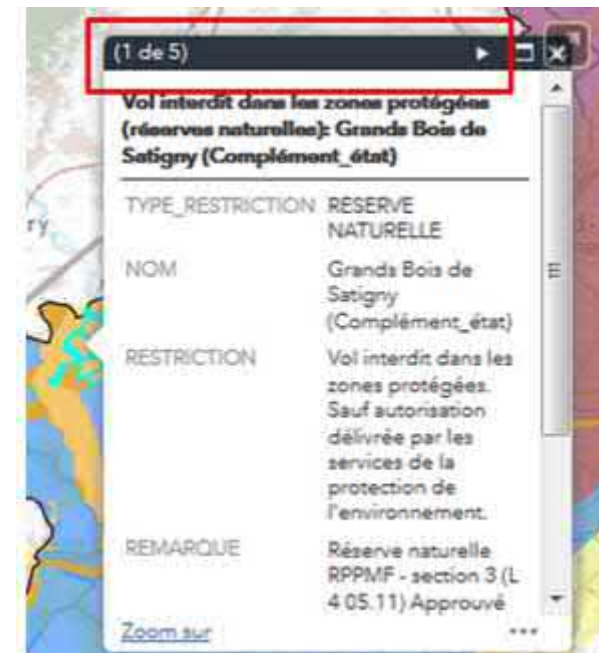 (1 de 5)
Vol interdit dans les zones protégées
(réserves naturelles): Grands Bois de
Satigny (Complément_état)
TYPE_RESTRICTION RESERVE
NATURELLE
NOM Grands Bois de
Satigny
(Complément_état)
RESTRICTION Vol interdit dans les
zones protégées.
Sauf autorisation
délivrée par les
services de la
protection de
l'environnement.
REMARQUE Réserve naturelle
RPPMF - section 3 (L
4 05.11) Approuvé
Zoom sur
ry